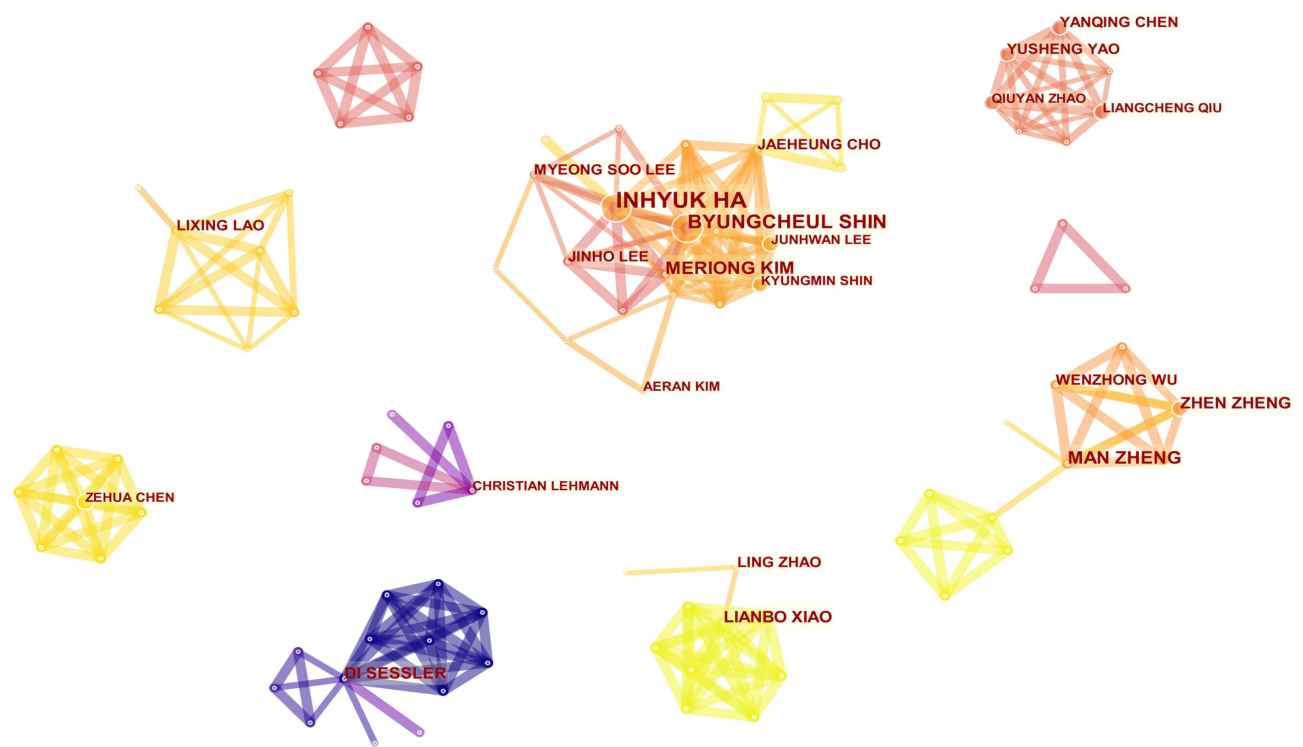 YANQING CHEN
YUSHENG YAO
QIUYAN ZHAO
LIANGCHENG QIU
JAEHEUNG CHO
MYEONG SOO LEE
INHYUK HA
BYUNGCHEUL SHIN
LIXING LAO
JUNHWAN LEE
JINHO LEE
MERIONG KIM
KYUNGMIN SHIN
AERAN KIM
WENZHONG WU
ZHEN ZHENG
MAN ZHENG
CHRISTIAN LEHMANN
ZEHUA CHEN
LING ZHAO
LIANBO XIAO
DI SESSLER